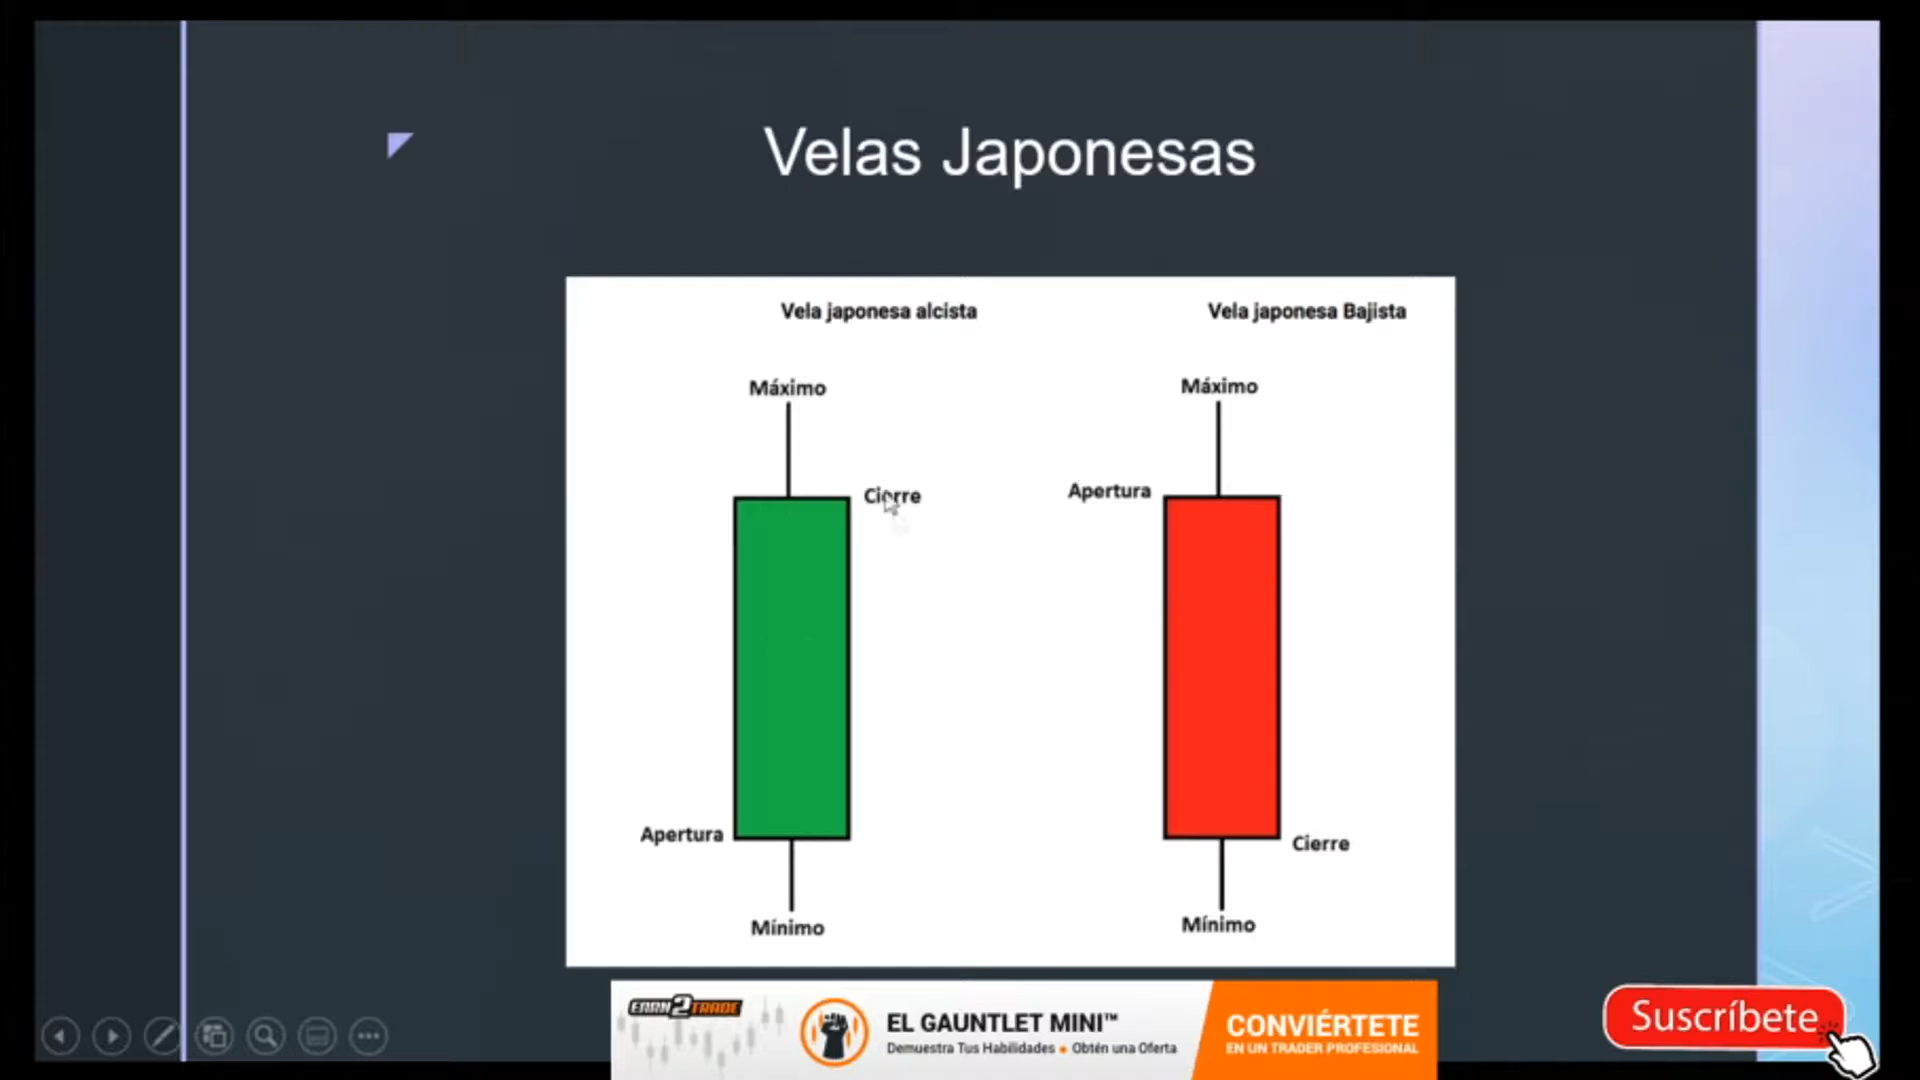 Velas Japonesas
Vela japonesa alcista
Vela japonesa Bajista
Máximo
Máximo
Cierre
Apertura
Apertura
Cierre
Mínimo
Mínimo
EARN2TRADE
EL GAUNTLET MINI™
Demuestra Tus Habilidades • Obtén una Oferta
CONVIÉRTETE
EN UN TRADER PROFESIONAL
Suscríbete